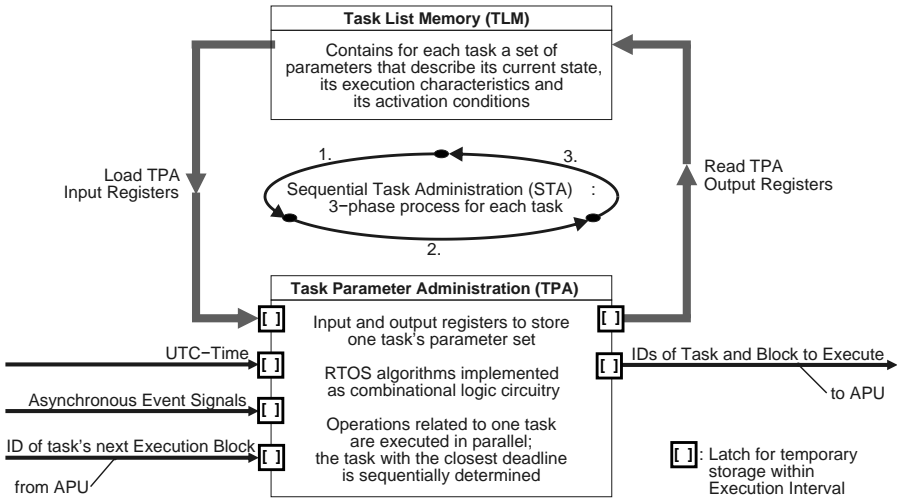 Task List Memory (TLM)
Contains for each task a set of
parameters that describe its current state,
its execution characteristics and
its activation conditions
Load TPA
Input Registers
1.
3.
Sequential Task Administration (STA) :
3−phase process for each task
2.
Read TPA
Output Registers
Task Parameter Administration (TPA)
[ ]
Input and output registers to store
one task's parameter set
[ ]
UTC−Time
[ ]
RTOS algorithms implemented
as combinational logic circuitry
[ ]
IDs of Task and Block to Execute
to APU
Asynchronous Event Signals
[ ]
Operations related to one task
are executed in parallel;
the task with the closest deadline
is sequentially determined
ID of task's next Execution Block
[ ]
from APU
[ ] : Latch for temporary
storage within
Execution Interval